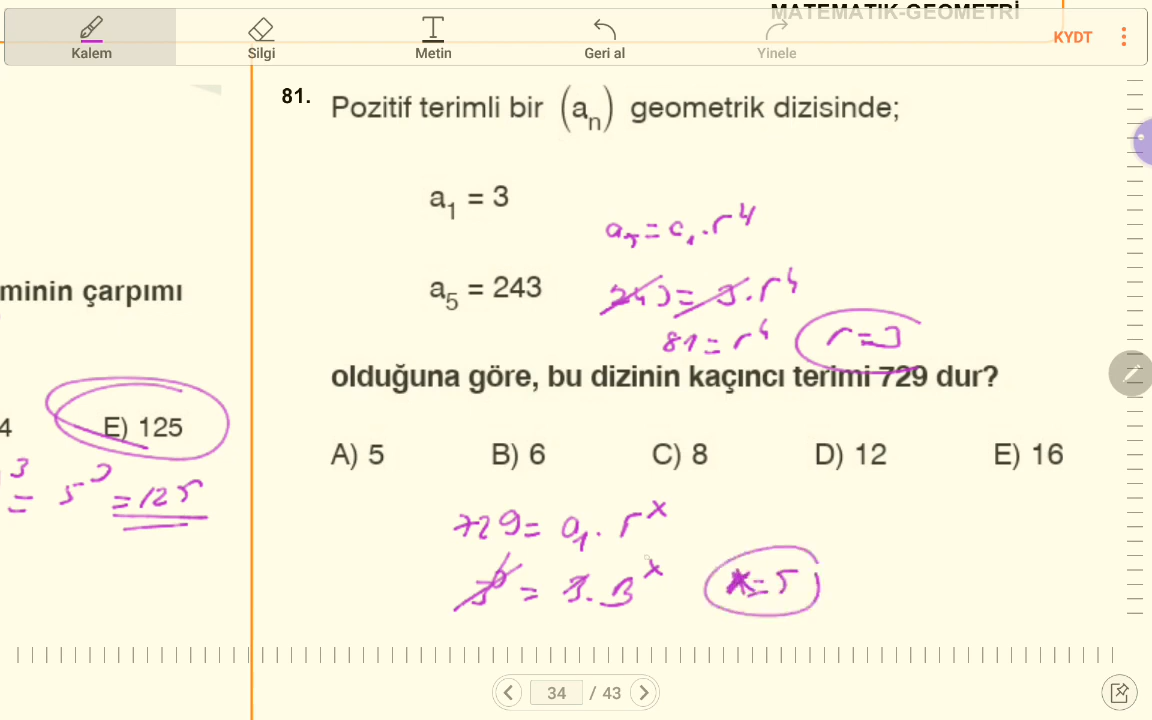 MATEMATİK-GEOMETRİ
Kalem
Silgi
Metin
Geri al
Yinele
KYDT
81. Pozitif terimli bir (aₙ) geometrik dizisinde;
a₁ = 3
a₅ = a₁.r⁴
a₅ = 243
243 = 3.r⁴
81 = r⁴
r=3
olduğuna göre, bu dizinin kaçıncı terimi 729 dur?
A) 5 B) 6 C) 8 D) 12 E) 16
729 = a₁. rˣ
= 3. 3ˣ
x=5
minin çarpımı
4 E) 125
³ = 5³ = 125
34 / 43